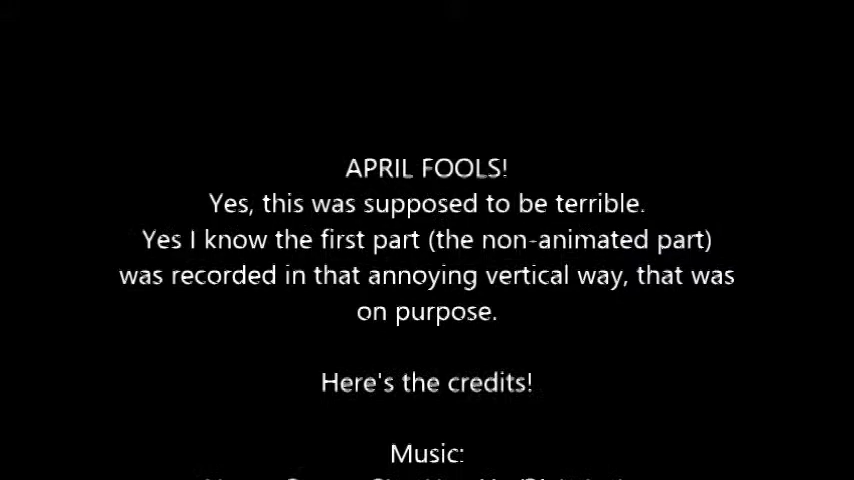 APRIL FOOLS!
Yes, this was supposed to be terrible.
Yes I know the first part (the non-animated part)
was recorded in that annoying vertical way, that was
on purpose.
Here's the credits!
Music: